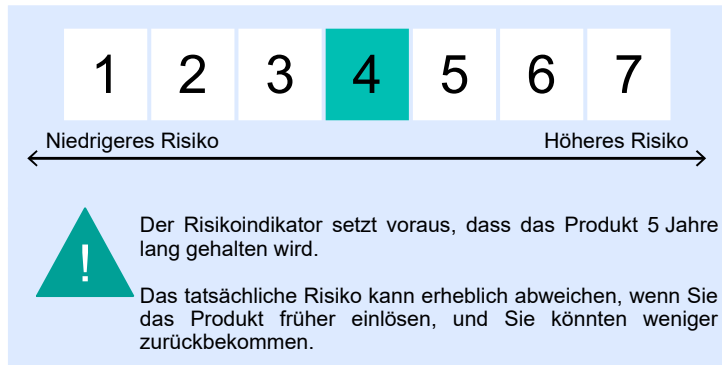 1 2 3 4 5 6 7
Niedrigeres Risiko Höheres Risiko
Der Risikoindikator setzt voraus, dass das Produkt 5 Jahre
lang gehalten wird.
!
Das tatsächliche Risiko kann erheblich abweichen, wenn Sie
das Produkt früher einlösen, und Sie könnten weniger
zurückbekommen.